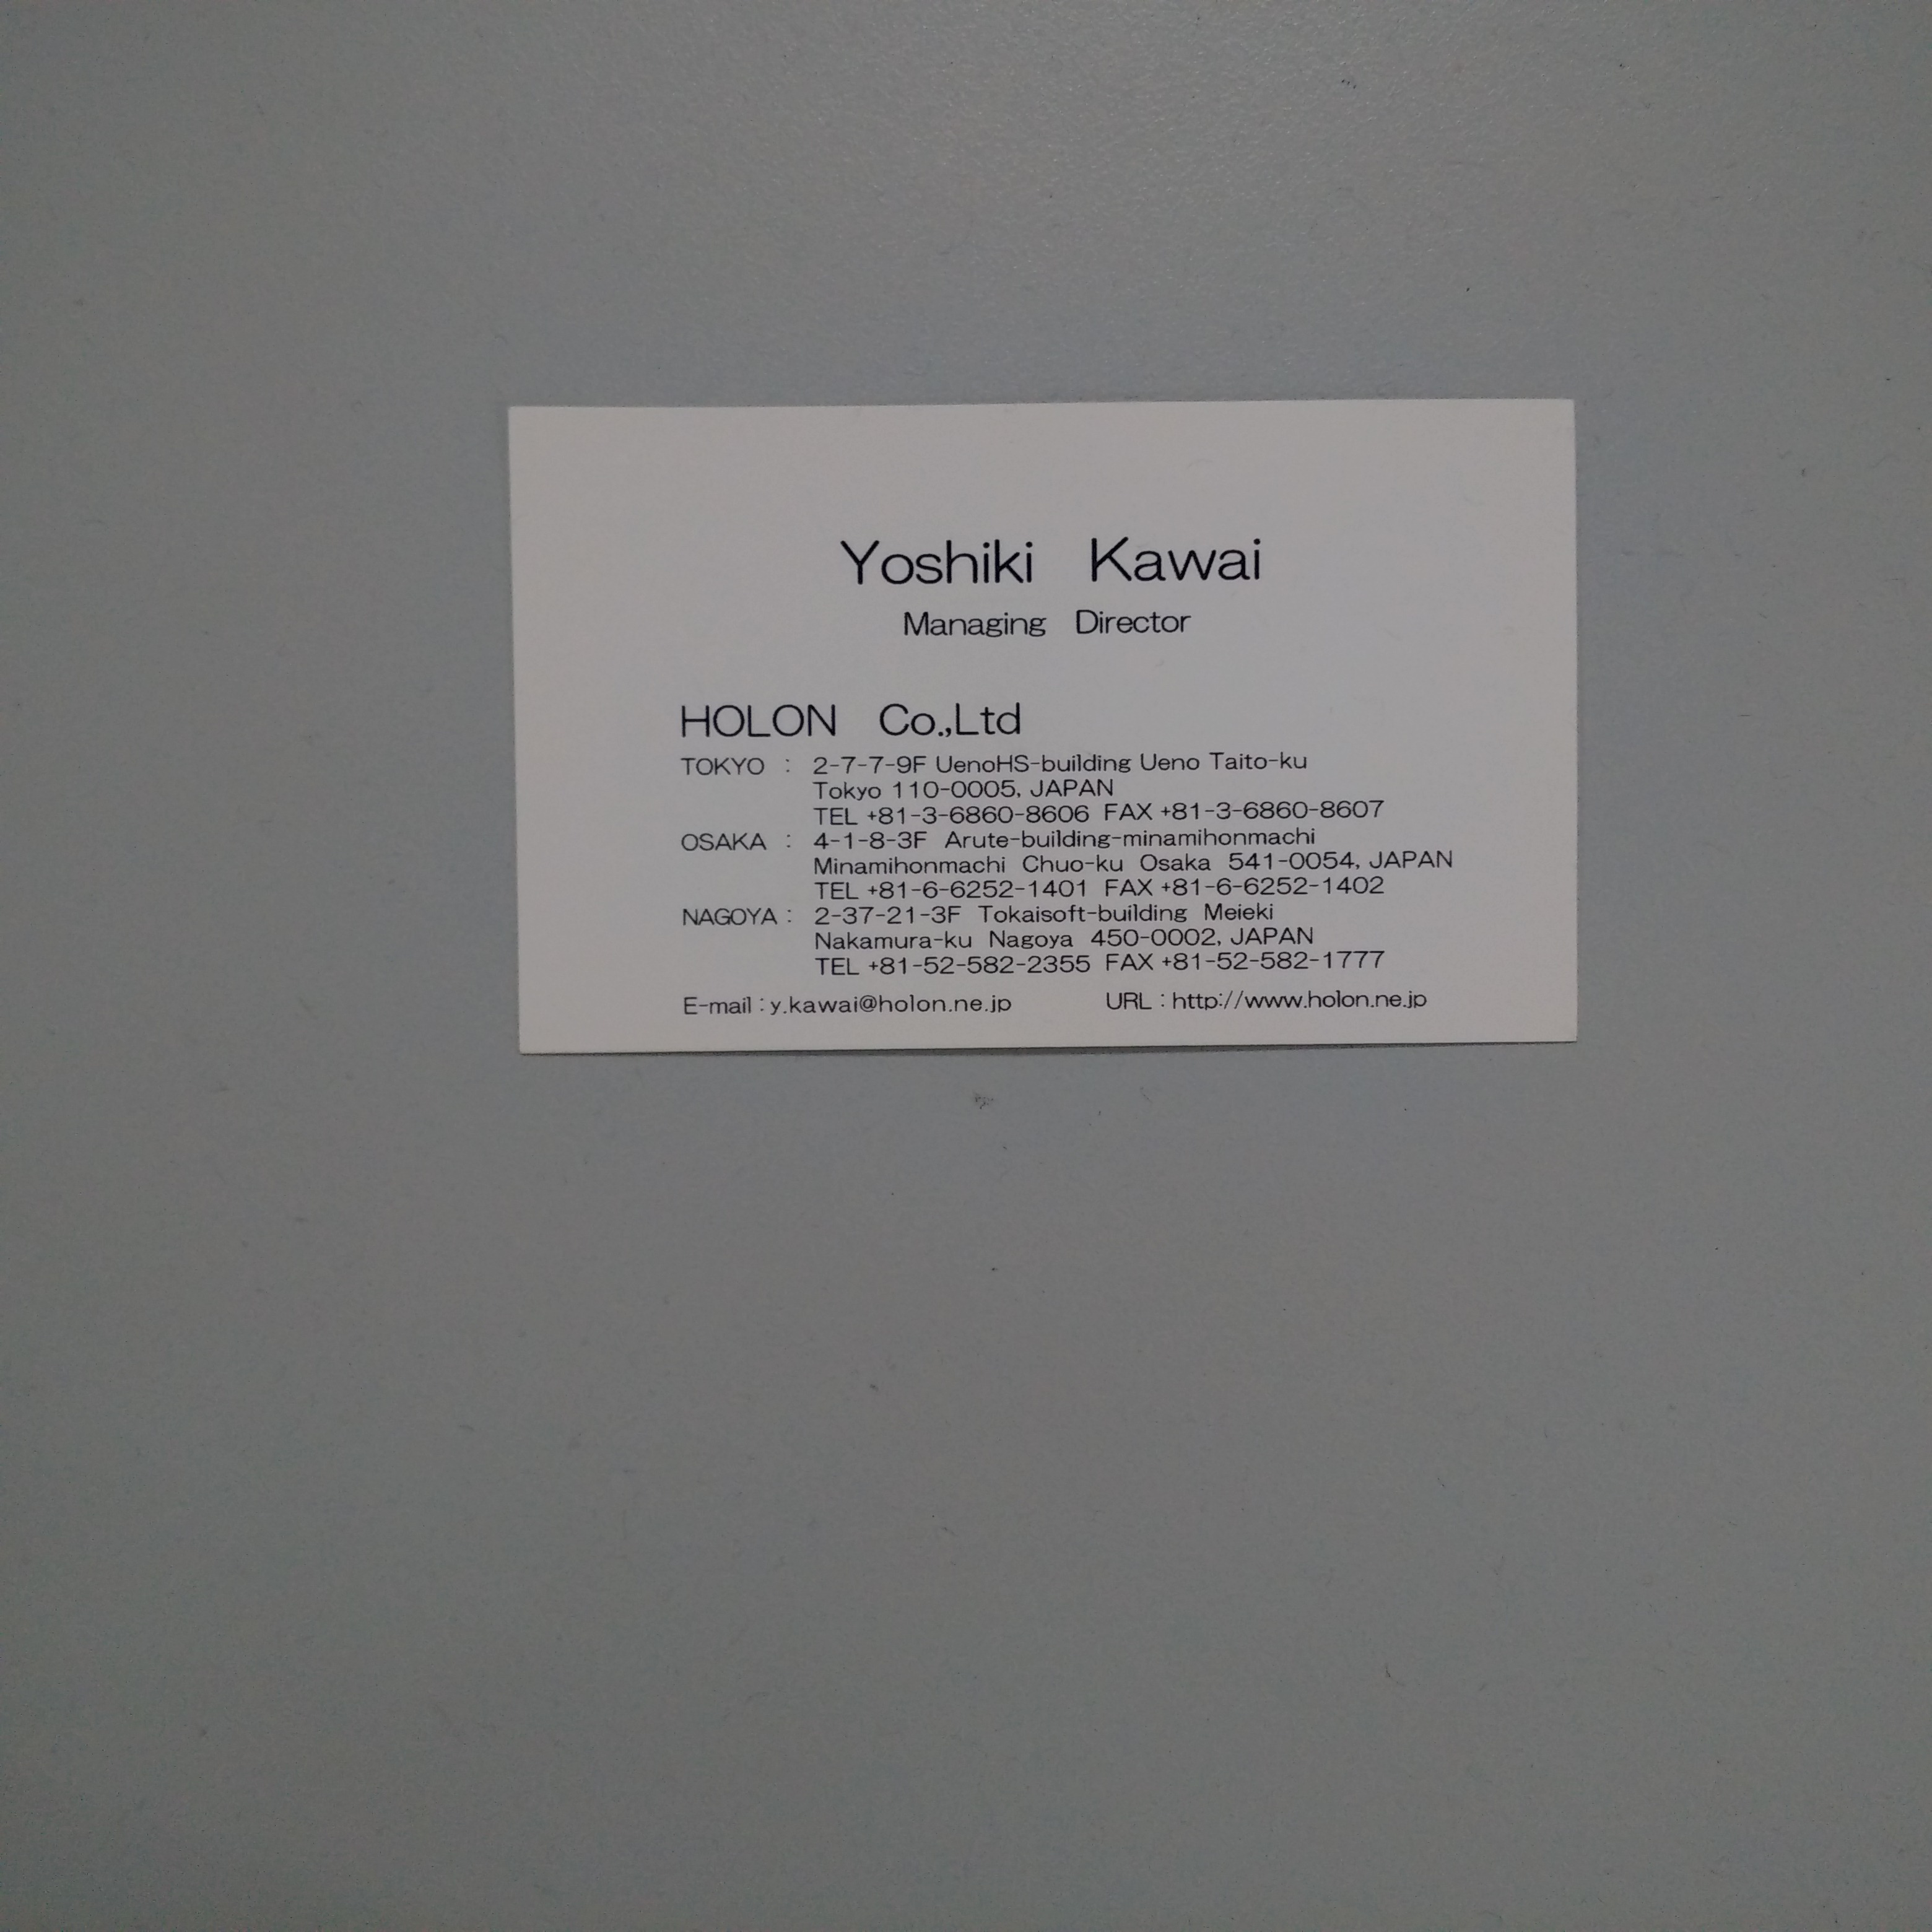 Yoshiki Kawai
Managing Director
HOLON Co.,Ltd
TOKYO : 2-7-7-9F UenoHS-building Ueno Taito-ku
Tokyo 110-0005, JAPAN
TEL +81-3-6860-8606 FAX +81-3-6860-8607
OSAKA : 4-1-8-3F Arute-building-minamihonmachi
Minamihonmachi Chuo-ku Osaka 541-0054, JAPAN
TEL +81-6-6252-1401 FAX +81-6-6252-1402
NAGOYA : 2-37-21-3F Tokaisoft-building Meieki
Nakamura-ku Nagoya 450-0002, JAPAN
TEL +81-52-582-2355 FAX +81-52-582-1777
E-mail : y.kawai@holon.ne.jp URL : http://www.holon.ne.jp